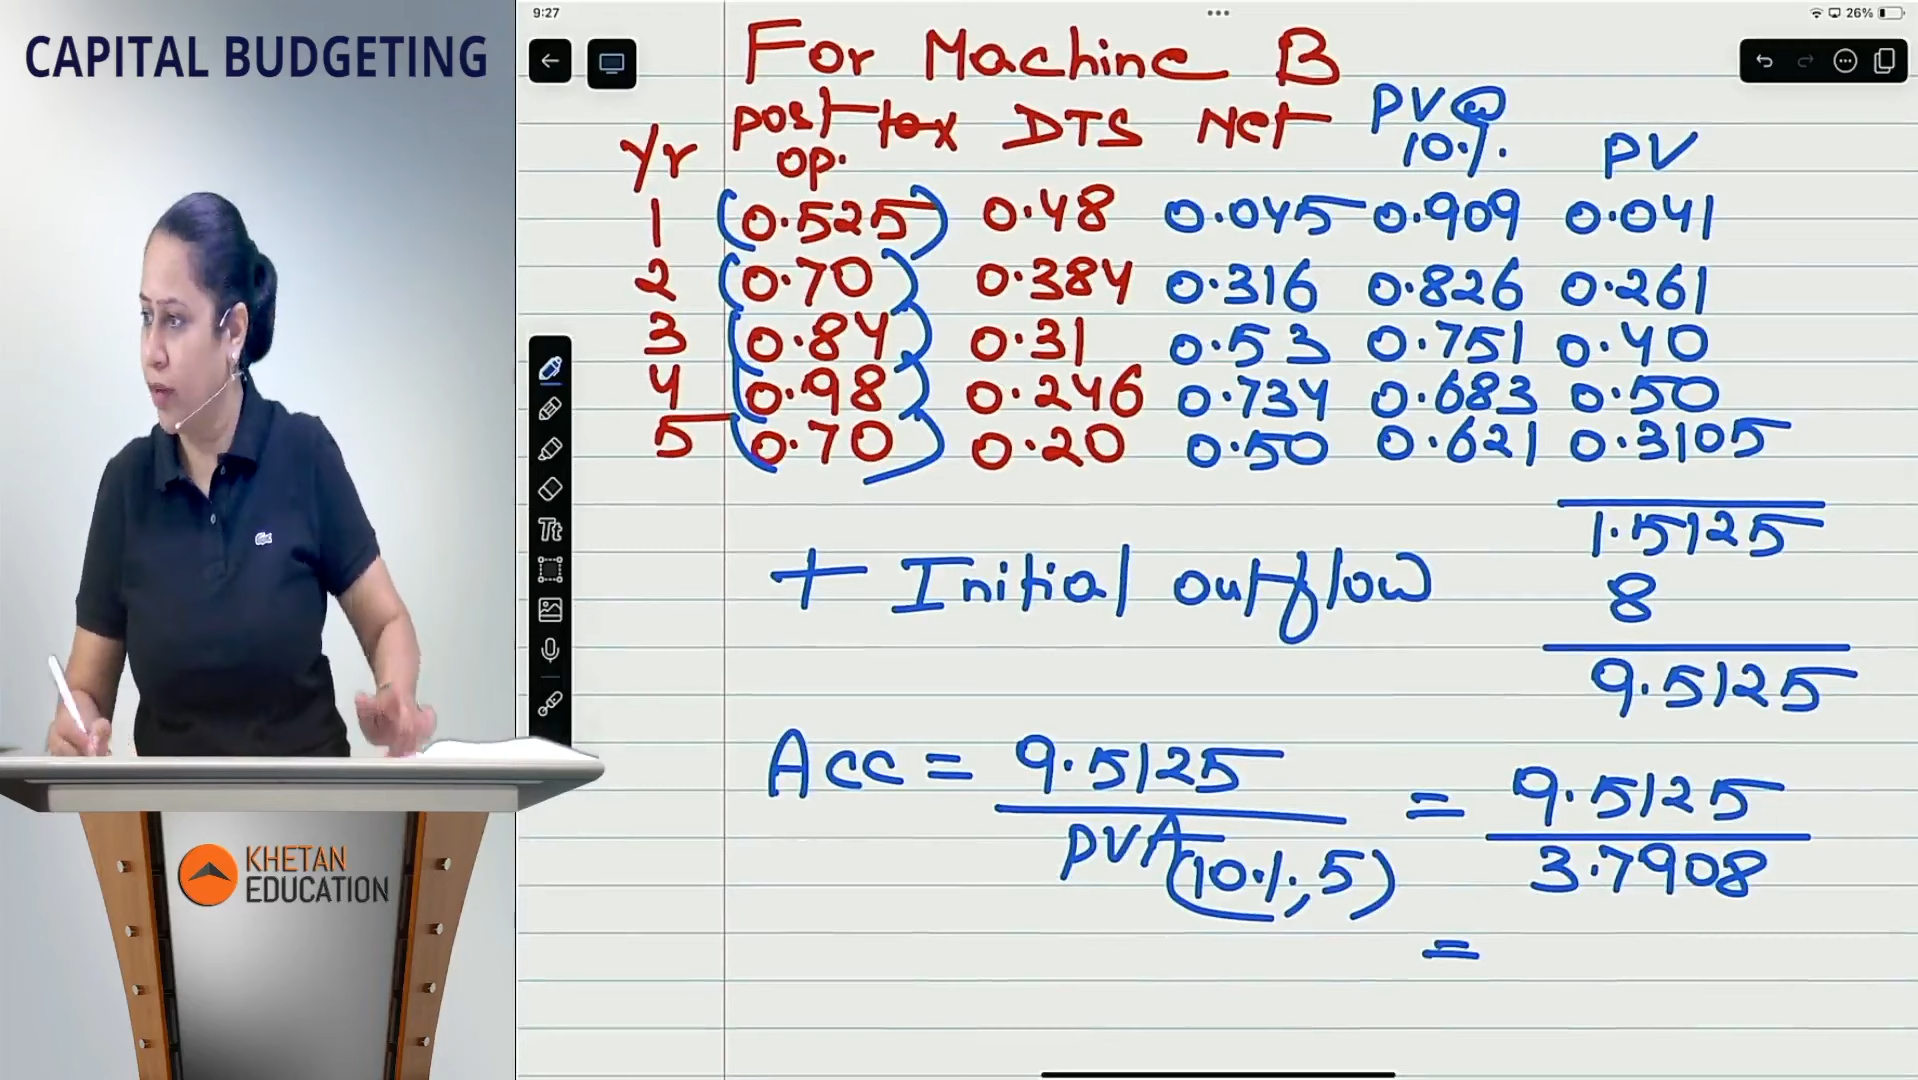 CAPITAL BUDGETING
9:27
26%
For Machine B
Yr post tax op. DTS Net PV@ 10% PV
1 (0.525) 0.48 0.045 0.909 0.041
2 (0.70) 0.384 0.316 0.826 0.261
3 (0.84) 0.31 0.53 0.751 0.40
4 (0.98) 0.246 0.734 0.683 0.50
5 (0.70) 0.20 0.50 0.621 0.3105
1.5125
+ Initial outflow 8
9.5125
Acc = 9.5125 = 9.5125
PVA(10%,5) 3.7908
=
Tt
KHETAN
EDUCATION